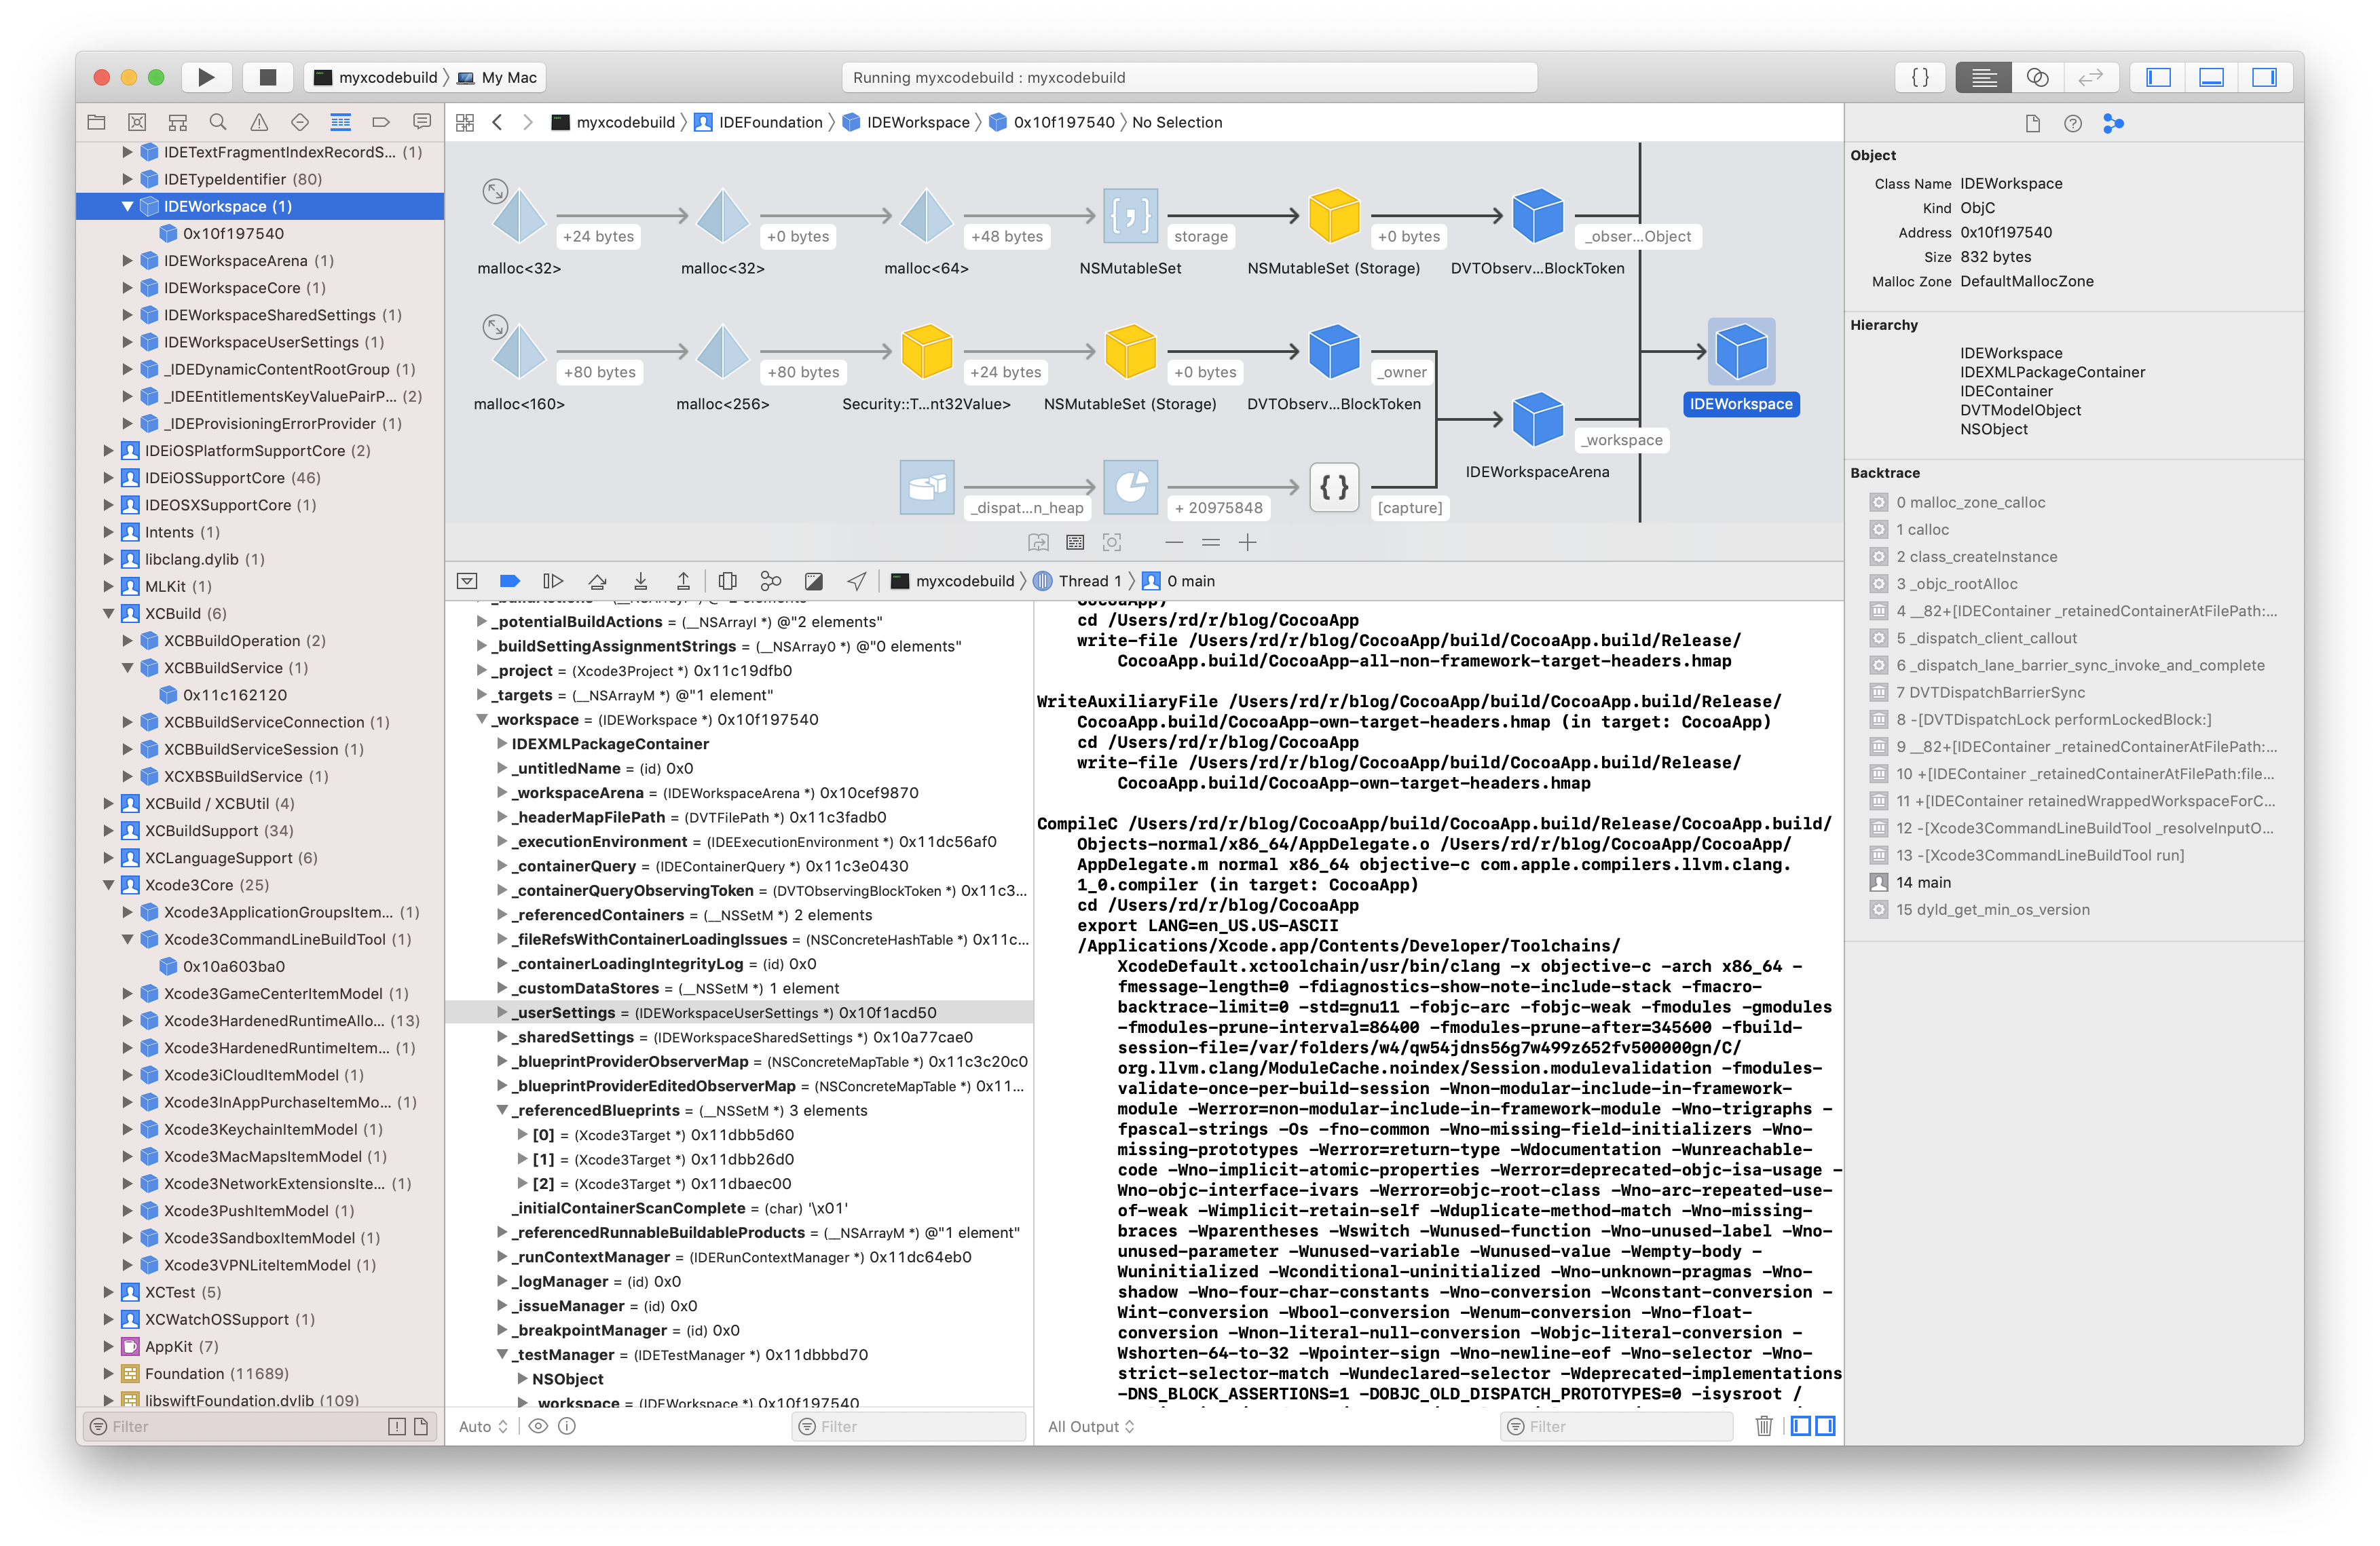 myxcodebuild 〉 My Mac
Running myxcodebuild : myxcodebuild
{ }
IDETextFragmentIndexRecordS... (1)
IDETypeIdentifier (80)
IDEWorkspace (1)
0x10f197540
IDEWorkspaceArena (1)
IDEWorkspaceCore (1)
IDEWorkspaceSharedSettings (1)
IDEWorkspaceUserSettings (1)
_IDEDynamicContentRootGroup (1)
_IDEEntitlementsKeyValuePairP... (2)
_IDEProvisioningErrorProvider (1)
IDEiOSPlatformSupportCore (2)
IDEiOSSupportCore (46)
IDEOSXSupportCore (1)
Intents (1)
libclang.dylib (1)
MLKit (1)
XCBuild (6)
XCBBuildOperation (2)
XCBBuildService (1)
0x11c162120
XCBBuildServiceConnection (1)
XCBBuildServiceSession (1)
XCXBSBuildService (1)
XCBuild / XCBUtil (4)
XCBuildSupport (34)
XCLanguageSupport (6)
Xcode3Core (25)
Xcode3ApplicationGroupsItem... (1)
Xcode3CommandLineBuildTool (1)
0x10a603ba0
Xcode3GameCenterItemModel (1)
Xcode3HardenedRuntimeAllo... (13)
Xcode3HardenedRuntimeItem... (1)
Xcode3iCloudItemModel (1)
Xcode3InAppPurchaseItemMo... (1)
Xcode3KeychainItemModel (1)
Xcode3MacMapsItemModel (1)
Xcode3NetworkExtensionsIte... (1)
Xcode3PushItemModel (1)
Xcode3SandboxItemModel (1)
Xcode3VPNLiteItemModel (1)
XCTest (5)
XCWatchOSSupport (1)
AppKit (7)
Foundation (11689)
libswiftFoundation.dylib (109)
Filter
myxcodebuild 〉 IDEFoundation 〉 IDEWorkspace 〉 0x10f197540 〉 No Selection
+24 bytes
+0 bytes
+48 bytes
storage
+0 bytes
_obser...Object
malloc<32>
malloc<32>
malloc<64>
NSMutableSet
NSMutableSet (Storage)
DVTObserv...BlockToken
+80 bytes
+80 bytes
+24 bytes
+0 bytes
_owner
malloc<160>
malloc<256>
Security::T...nt32Value>
NSMutableSet (Storage)
DVTObserv...BlockToken
IDEWorkspace
_workspace
IDEWorkspaceArena
{ }
_dispat...n_heap
+ 20975848
[capture]
myxcodebuild 〉 Thread 1 〉 0 main
_potentialBuildActions = (__NSArrayI *) @"2 elements"
_buildSettingAssignmentStrings = (__NSArray0 *) @"0 elements"
_project = (Xcode3Project *) 0x11c19dfb0
_targets = (__NSArrayM *) @"1 element"
_workspace = (IDEWorkspace *) 0x10f197540
IDEXMLPackageContainer
_untitledName = (id) 0x0
_workspaceArena = (IDEWorkspaceArena *) 0x10cef9870
_headerMapFilePath = (DVTFilePath *) 0x11c3fadb0
_executionEnvironment = (IDEExecutionEnvironment *) 0x11dc56af0
_containerQuery = (IDEContainerQuery *) 0x11c3e0430
_containerQueryObservingToken = (DVTObservingBlockToken *) 0x11c3...
_referencedContainers = (__NSSetM *) 2 elements
_fileRefsWithContainerLoadingIssues = (NSConcreteHashTable *) 0x11c...
_containerLoadingIntegrityLog = (id) 0x0
_customDataStores = (__NSSetM *) 1 element
_userSettings = (IDEWorkspaceUserSettings *) 0x10f1acd50
_sharedSettings = (IDEWorkspaceSharedSettings *) 0x10a77cae0
_blueprintProviderObserverMap = (NSConcreteMapTable *) 0x11c3c20c0
_blueprintProviderEditedObserverMap = (NSConcreteMapTable *) 0x11...
_referencedBlueprints = (__NSSetM *) 3 elements
[0] = (Xcode3Target *) 0x11dbb5d60
[1] = (Xcode3Target *) 0x11dbb26d0
[2] = (Xcode3Target *) 0x11dbaec00
_initialContainerScanComplete = (char) '\x01'
_referencedRunnableBuildableProducts = (__NSArrayM *) @"1 element"
_runContextManager = (IDERunContextManager *) 0x11dc64eb0
_logManager = (id) 0x0
_issueManager = (id) 0x0
_breakpointManager = (id) 0x0
_testManager = (IDETestManager *) 0x11dbbbd70
NSObject
_workspace = (IDEWorkspace *) 0x10f197540
Auto
Filter
CocoaApp)
cd /Users/rd/r/blog/CocoaApp
write-file /Users/rd/r/blog/CocoaApp/build/CocoaApp.build/Release/
CocoaApp.build/CocoaApp-all-non-framework-target-headers.hmap
WriteAuxiliaryFile /Users/rd/r/blog/CocoaApp/build/CocoaApp.build/Release/
CocoaApp.build/CocoaApp-own-target-headers.hmap (in target: CocoaApp)
cd /Users/rd/r/blog/CocoaApp
write-file /Users/rd/r/blog/CocoaApp/build/CocoaApp.build/Release/
CocoaApp.build/CocoaApp-own-target-headers.hmap
CompileC /Users/rd/r/blog/CocoaApp/build/CocoaApp.build/Release/CocoaApp.build/
Objects-normal/x86_64/AppDelegate.o /Users/rd/r/blog/CocoaApp/CocoaApp/
AppDelegate.m normal x86_64 objective-c com.apple.compilers.llvm.clang.
1_0.compiler (in target: CocoaApp)
cd /Users/rd/r/blog/CocoaApp
export LANG=en_US.US-ASCII
/Applications/Xcode.app/Contents/Developer/Toolchains/
XcodeDefault.xctoolchain/usr/bin/clang -x objective-c -arch x86_64 -
fmessage-length=0 -fdiagnostics-show-note-include-stack -fmacro-
backtrace-limit=0 -std=gnu11 -fobjc-arc -fobjc-weak -fmodules -gmodules
-fmodules-prune-interval=86400 -fmodules-prune-after=345600 -fbuild-
session-file=/var/folders/w4/qw54jdns56g7w499z652fv500000gn/C/
org.llvm.clang/ModuleCache.noindex/Session.modulevalidation -fmodules-
validate-once-per-build-session -Wnon-modular-include-in-framework-
module -Werror=non-modular-include-in-framework-module -Wno-trigraphs -
fpascal-strings -Os -fno-common -Wno-missing-field-initializers -Wno-
missing-prototypes -Werror=return-type -Wdocumentation -Wunreachable-
code -Wno-implicit-atomic-properties -Werror=deprecated-objc-isa-usage -
Wno-objc-interface-ivars -Werror=objc-root-class -Wno-arc-repeated-use-
of-weak -Wimplicit-retain-self -Wduplicate-method-match -Wno-missing-
braces -Wparentheses -Wswitch -Wunused-function -Wno-unused-label -Wno-
unused-parameter -Wunused-variable -Wunused-value -Wempty-body -
Wuninitialized -Wconditional-uninitialized -Wno-unknown-pragmas -Wno-
shadow -Wno-four-char-constants -Wno-conversion -Wconstant-conversion -
Wint-conversion -Wbool-conversion -Wenum-conversion -Wno-float-
conversion -Wnon-literal-null-conversion -Wobjc-literal-conversion -
Wshorten-64-to-32 -Wpointer-sign -Wno-newline-eof -Wno-selector -Wno-
strict-selector-match -Wundeclared-selector -Wdeprecated-implementations
-DNS_BLOCK_ASSERTIONS=1 -DOBJC_OLD_DISPATCH_PROTOTYPES=0 -isysroot /
All Output
Filter
Object
Class Name IDEWorkspace
Kind ObjC
Address 0x10f197540
Size 832 bytes
Malloc Zone DefaultMallocZone
Hierarchy
IDEWorkspace
IDEXMLPackageContainer
IDEContainer
DVTModelObject
NSObject
Backtrace
0 malloc_zone_calloc
1 calloc
2 class_createInstance
3 _objc_rootAlloc
4 __82+[IDEContainer _retainedContainerAtFilePath:...
5 _dispatch_client_callout
6 _dispatch_lane_barrier_sync_invoke_and_complete
7 DVTDispatchBarrierSync
8 -[DVTDispatchLock performLockedBlock:]
9 __82+[IDEContainer _retainedContainerAtFilePath:...
10 +[IDEContainer _retainedContainerAtFilePath:file...
11 +[IDEContainer retainedWrappedWorkspaceForC...
12 -[Xcode3CommandLineBuildTool _resolveInputO...
13 -[Xcode3CommandLineBuildTool run]
14 main
15 dyld_get_min_os_version